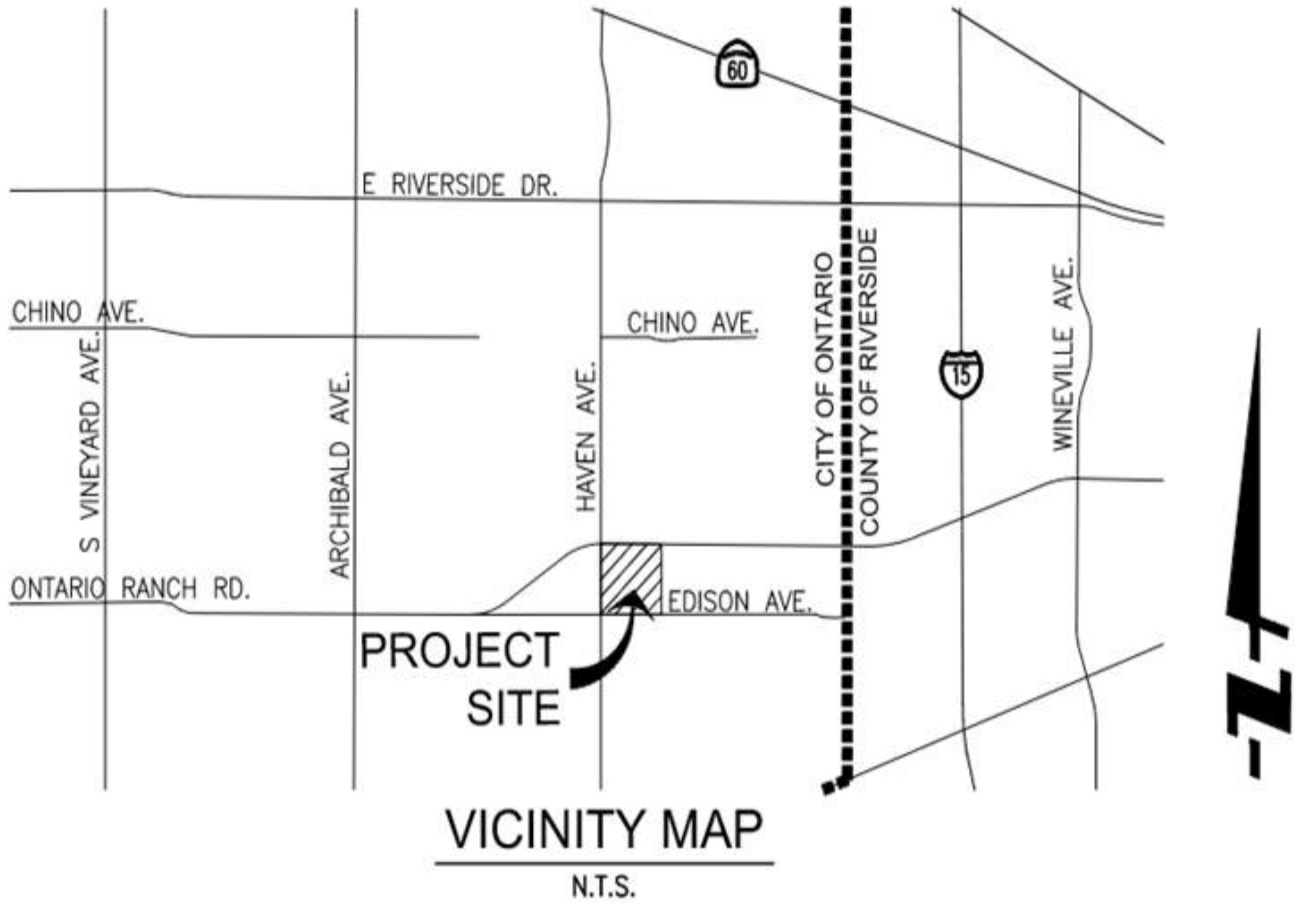 60
E RIVERSIDE DR.
CHINO AVE.
CHINO AVE.
S VINEYARD AVE.
ARCHIBALD AVE.
HAVEN AVE.
CITY OF ONTARIO
COUNTY OF RIVERSIDE
15
WINEVILLE AVE.
ONTARIO RANCH RD.
EDISON AVE.
PROJECT
SITE
N
VICINITY MAP
N.T.S.